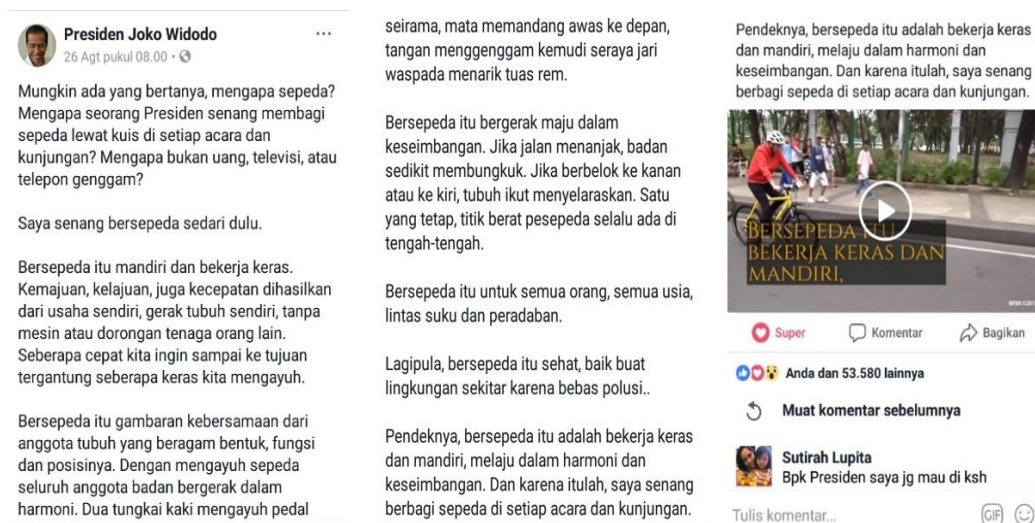 Presiden Joko Widodo
26 Agt pukul 08.00
Mungkin ada yang bertanya, mengapa sepeda?
Mengapa seorang Presiden senang membagi
sepeda lewat kuis di setiap acara dan
kunjungan? Mengapa bukan uang, televisi, atau
telepon genggam?
Saya senang bersepeda sedari dulu.
Bersepeda itu mandiri dan bekerja keras.
Kemajuan, kelajuan, juga kecepatan dihasilkan
dari usaha sendiri, gerak tubuh sendiri, tanpa
mesin atau dorongan tenaga orang lain.
Seberapa cepat kita ingin sampai ke tujuan
tergantung seberapa keras kita mengayuh.
Bersepeda itu gambaran kebersamaan dari
anggota tubuh yang beragam bentuk, fungsi
dan posisinya. Dengan mengayuh sepeda
seluruh anggota badan bergerak dalam
harmoni. Dua tungkai kaki mengayuh pedal
seirama, mata memandang awas ke depan,
tangan menggenggam kemudi seraya jari
waspada menarik tuas rem.
Bersepeda itu bergerak maju dalam
keseimbangan. Jika jalan menanjak, badan
sedikit membungkuk. Jika berbelok ke kanan
atau ke kiri, tubuh ikut menyelaraskan. Satu
yang tetap, titik berat pesepeda selalu ada di
tengah-tengah.
Bersepeda itu untuk semua orang, semua usia,
lintas suku dan peradaban.
Lagipula, bersepeda itu sehat, baik buat
lingkungan sekitar karena bebas polusi..
Pendeknya, bersepeda itu adalah bekerja keras
dan mandiri, melaju dalam harmoni dan
keseimbangan. Dan karena itulah, saya senang
berbagi sepeda di setiap acara dan kunjungan.
Pendeknya, bersepeda itu adalah bekerja keras
dan mandiri, melaju dalam harmoni dan
keseimbangan. Dan karena itulah, saya senang
berbagi sepeda di setiap acara dan kunjungan.
BERSEPEDA ITU
BEKERJA KERAS DAN
MANDIRI,
Super Komentar Bagikan
Anda dan 53.580 lainnya
Muat komentar sebelumnya
Sutirah Lupita
Bpk Presiden saya jg mau di ksh
Tulis komentar... GIF